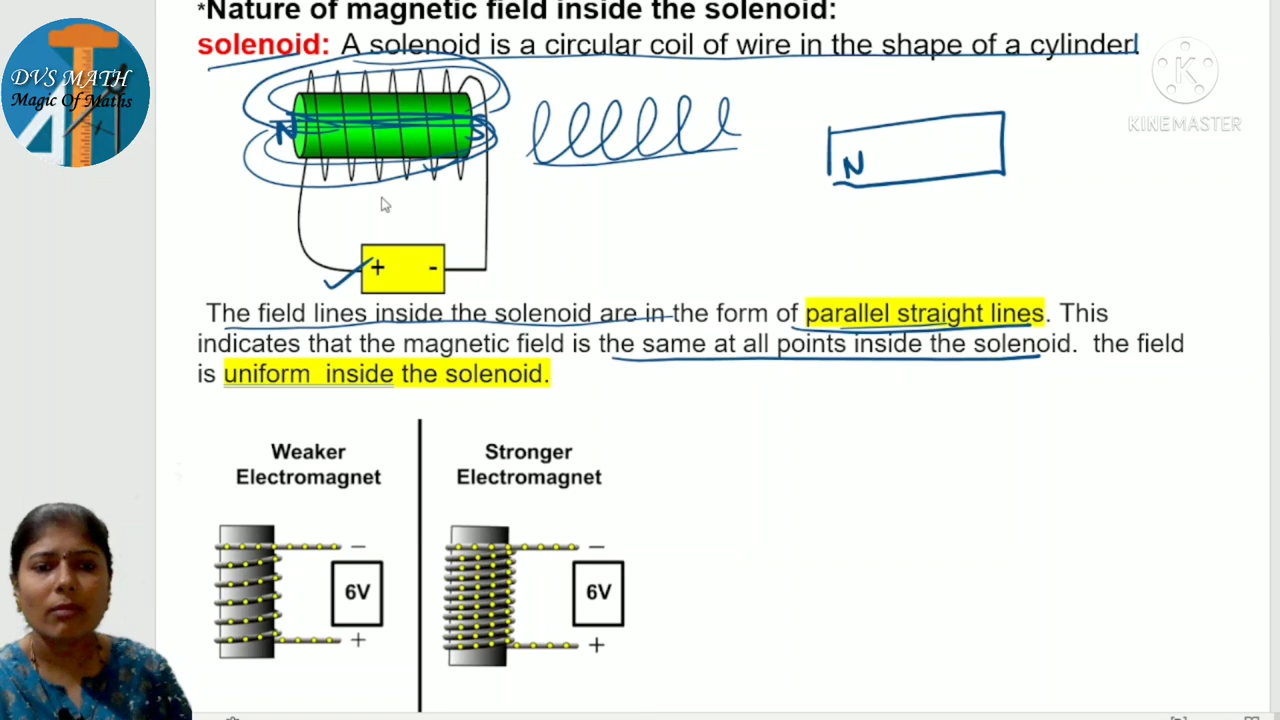 *Nature of magnetic field inside the solenoid:
solenoid: A solenoid is a circular coil of wire in the shape of a cylinder.
DVS MATH
Magic Of Maths
K
KINEMASTER
N
S
N
+ -
The field lines inside the solenoid are in the form of parallel straight lines. This
indicates that the magnetic field is the same at all points inside the solenoid. the field
is uniform inside the solenoid.
Weaker
Electromagnet
Stronger
Electromagnet
−
6V
+
−
6V
+